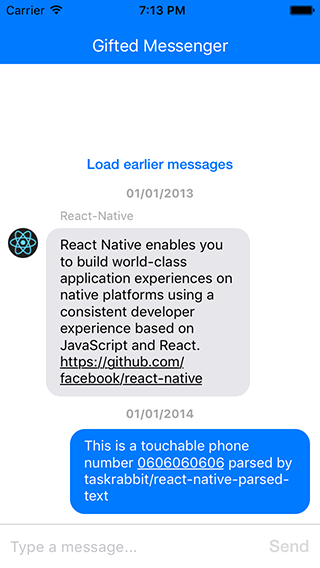 Carrier 7:13 PM
Gifted Messenger
Load earlier messages
01/01/2013
React-Native
React Native enables you
to build world-class
application experiences on
native platforms using a
consistent developer
experience based on
JavaScript and React.
https://github.com/
facebook/react-native
01/01/2014
This is a touchable phone
number 0606060606 parsed by
taskrabbit/react-native-parsed-
text
Type a message... Send